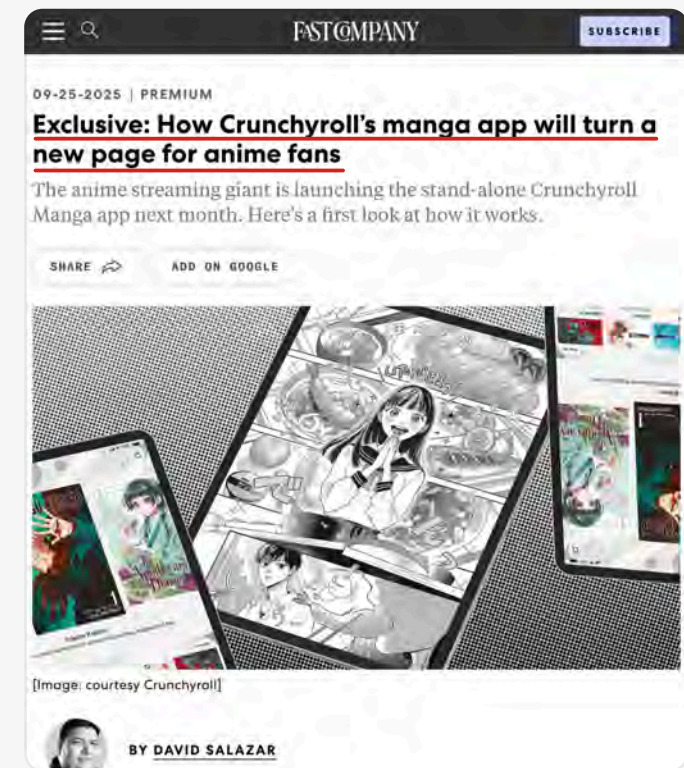 FAST COMPANY
SUBSCRIBE
09-25-2025 | PREMIUM
Exclusive: How Crunchyroll's manga app will turn a
new page for anime fans
The anime streaming giant is launching the stand-alone Crunchyroll
Manga app next month. Here's a first look at how it works.
SHARE
ADD ON GOOGLE
[Image: courtesy Crunchyroll]
BY DAVID SALAZAR